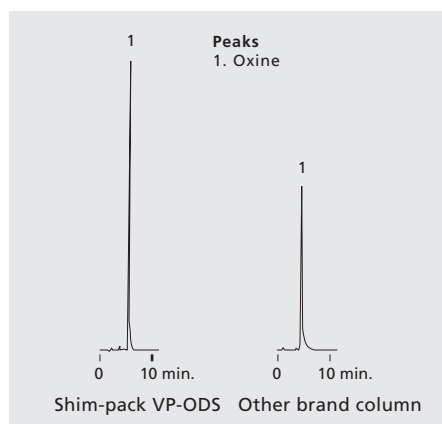 1
Peaks
1. Oxine
1
0 10 min.
0 10 min.
Shim-pack VP-ODS Other brand column